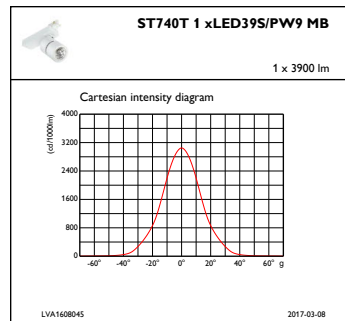 ST740T 1 xLED39S/PW9 MB
1 x 3900 lm
Cartesian intensity diagram
(cd/1000lm)
4000
3200
2400
1600
800
0
-60° -40° -20° 0° 20° 40° 60° g
LVA1608045 2017-03-08